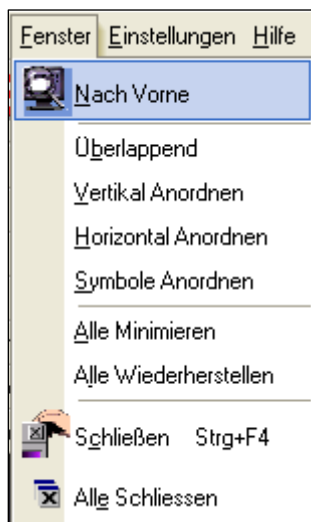 Fenster Einstellungen Hilfe
Nach Vorne
Überlappend
Vertikal Anordnen
Horizontal Anordnen
Symbole Anordnen
Alle Minimieren
Alle Wiederherstellen
Schließen Strg+F4
Alle Schliessen